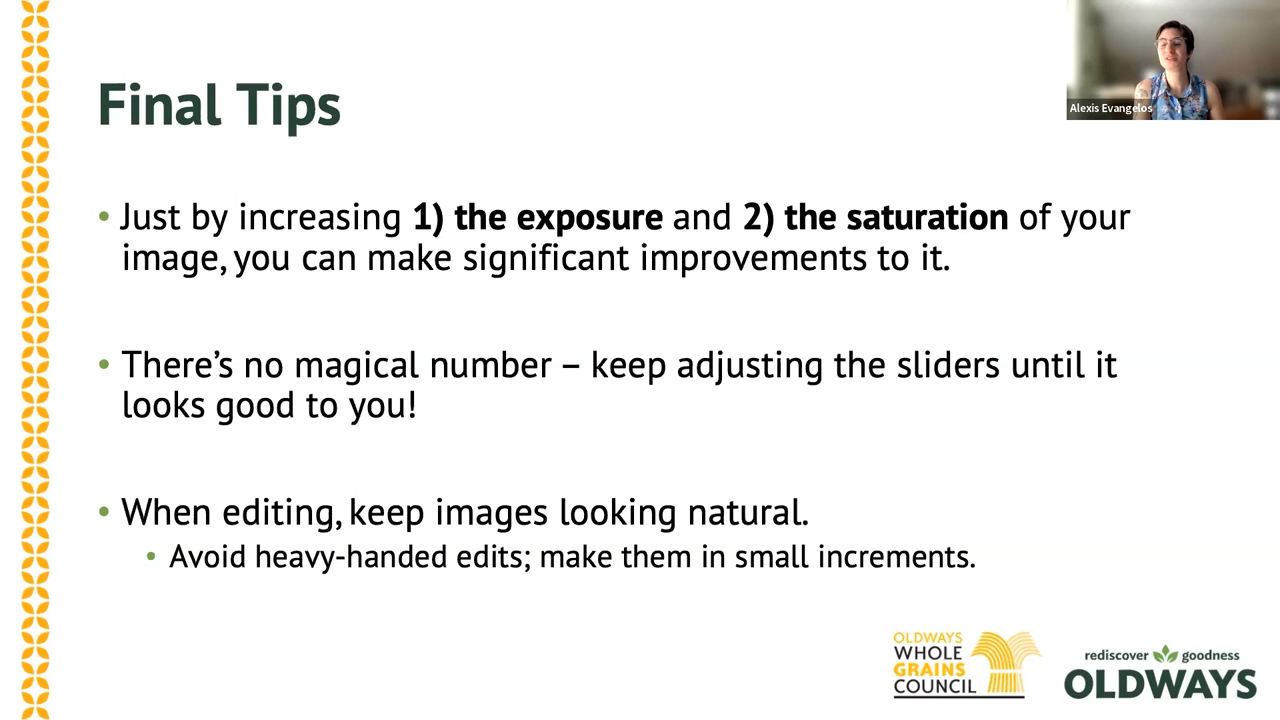 Final Tips
Alexis Evangelos
• Just by increasing 1) the exposure and 2) the saturation of your
image, you can make significant improvements to it.
• There’s no magical number – keep adjusting the sliders until it
looks good to you!
• When editing, keep images looking natural.
• Avoid heavy-handed edits; make them in small increments.
OLDWAYS
WHOLE
GRAINS
COUNCIL
rediscover goodness
OLDWAYS